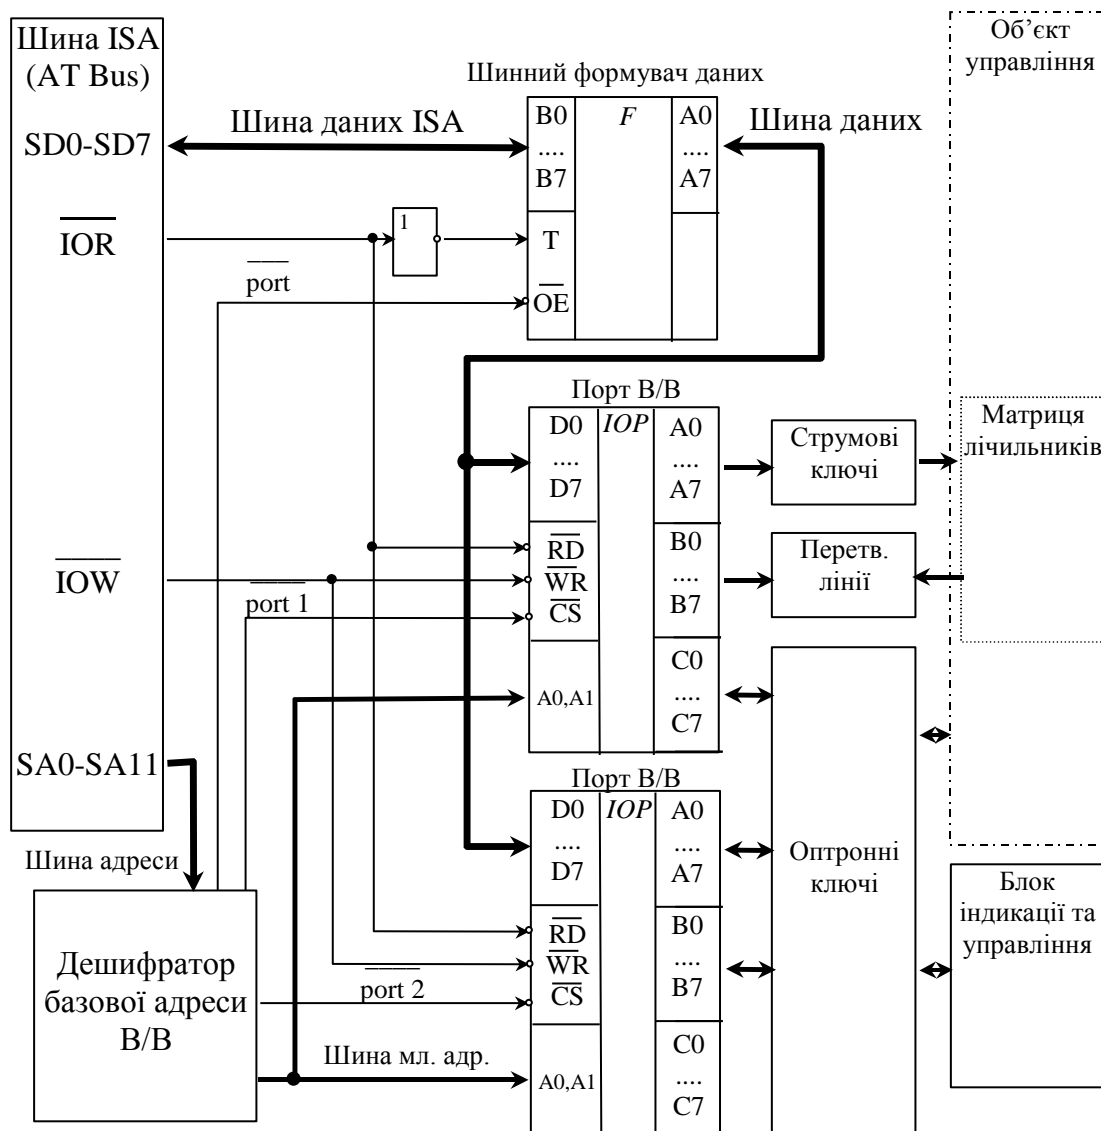 Шина ISA
(AT Bus)
SD0-SD7
IOR
IOW
SA0-SA11
Шинний формувач даних
Шина даних ISA
B0
....
B7
F
A0
....
A7
T
OE
Шина даних
1
port
Об’єкт
управління
Порт В/В
D0
....
D7
IOP
A0
....
A7
RD
WR
CS
B0
....
B7
A0,A1
C0
....
C7
port 1
Струмові
ключі
Перетв.
лінії
Матриця
лічильників
Порт В/В
D0
....
D7
IOP
A0
....
A7
RD
WR
CS
B0
....
B7
A0,A1
C0
....
C7
port 2
Шина адреси
Дешифратор
базової адреси
В/В
Шина мл. адр.
Оптронні
ключі
Блок
індикації та
управління